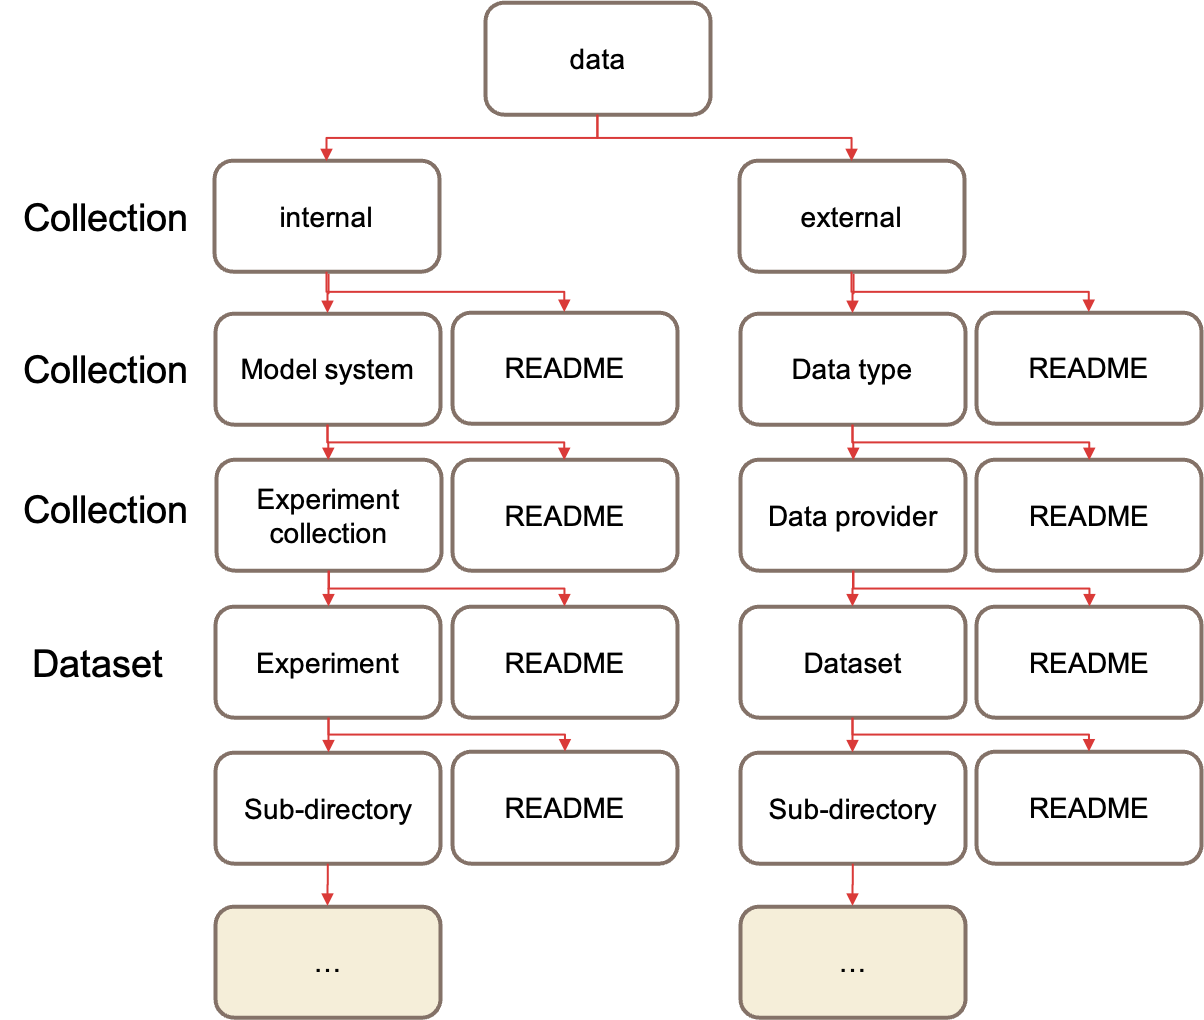 data
Collection
internal
external
Collection
Model system
README
Data type
README
Collection
Experiment
collection
README
Data provider
README
Dataset
Experiment
README
Dataset
README
Sub-directory
README
Sub-directory
README
...
...